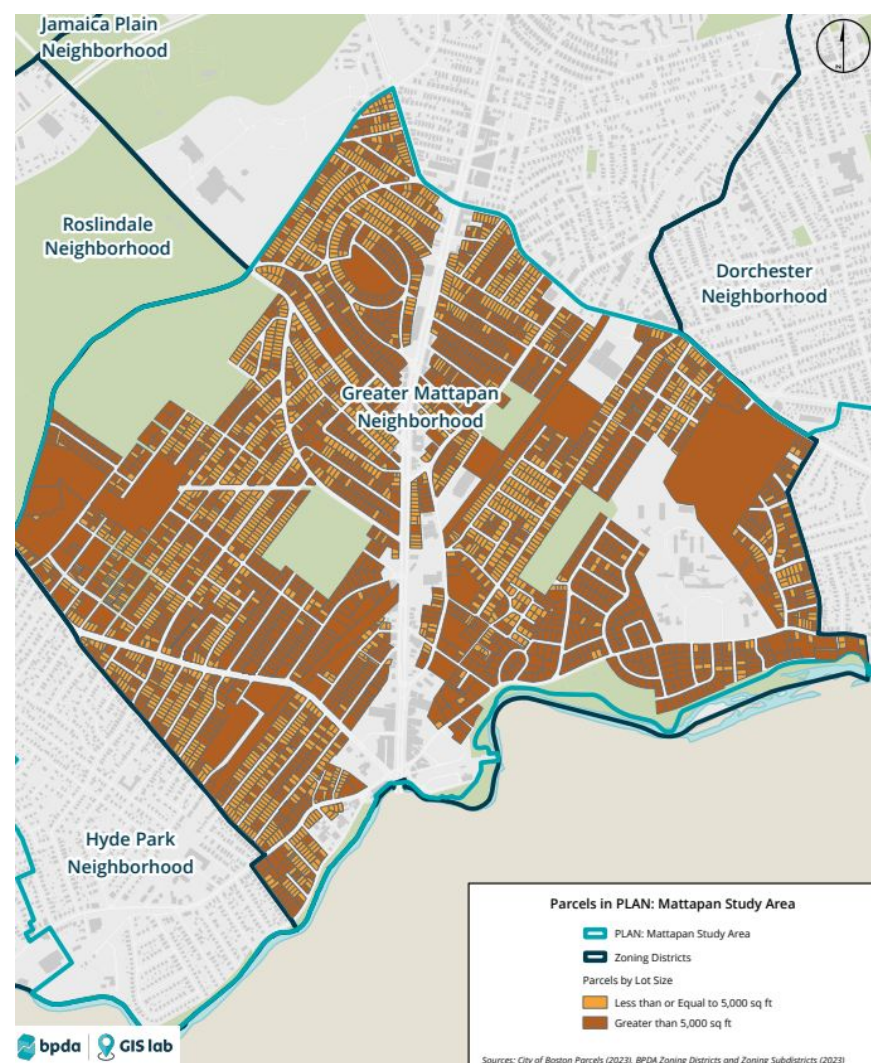 Jamaica Plain
Neighborhood
N
Roslindale
Neighborhood
Dorchester
Neighborhood
Greater Mattapan
Neighborhood
Hyde Park
Neighborhood
Parcels in PLAN: Mattapan Study Area
PLAN: Mattapan Study Area
Zoning Districts
Parcels by Lot Size
Less than or Equal to 5,000 sq ft
Greater than 5,000 sq ft
bpda GIS lab
Sources: City of Boston Parcels (2023), BPDA Zoning Districts and Zoning Subdistricts (2023)